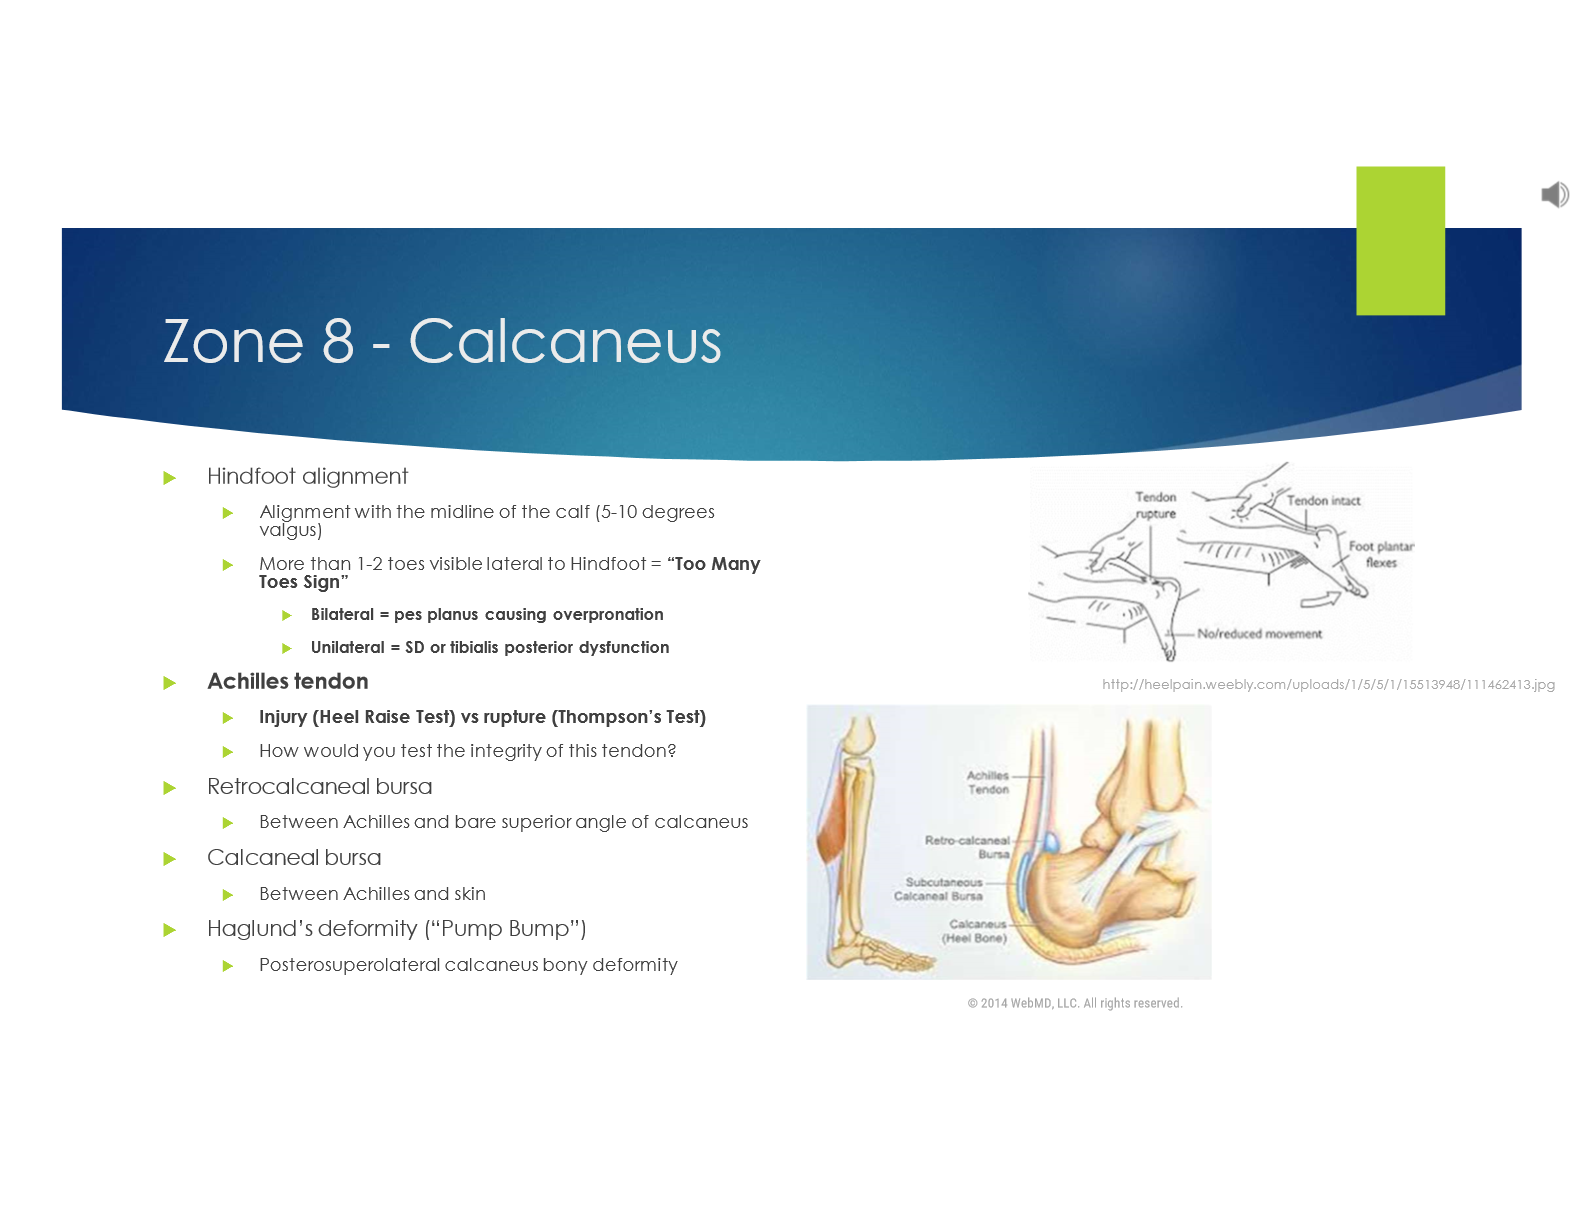 Zone 8 - Calcaneus
Hindfoot alignment
Alignment with the midline of the calf (5-10 degrees
valgus)
More than 1-2 toes visible lateral to Hindfoot = “Too Many
Toes Sign”
Bilateral = pes planus causing overpronation
Unilateral = SD or tibialis posterior dysfunction
Achilles tendon
Injury (Heel Raise Test) vs rupture (Thompson’s Test)
How would you test the integrity of this tendon?
Retrocalcaneal bursa
Between Achilles and bare superior angle of calcaneus
Calcaneal bursa
Between Achilles and skin
Haglund’s deformity (“Pump Bump”)
Posterosuperolateral calcaneus bony deformity
Tendon
rupture
Tendon intact
Foot plantar
flexes
No/reduced movement
http://heelpain.weebly.com/uploads/1/5/5/1/15513948/111462413.jpg
Achilles
Tendon
Retro-calcaneal
Bursa
Subcutaneous
Calcaneal Bursa
Calcaneus
(Heel Bone)
© 2014 WebMD, LLC. All rights reserved.